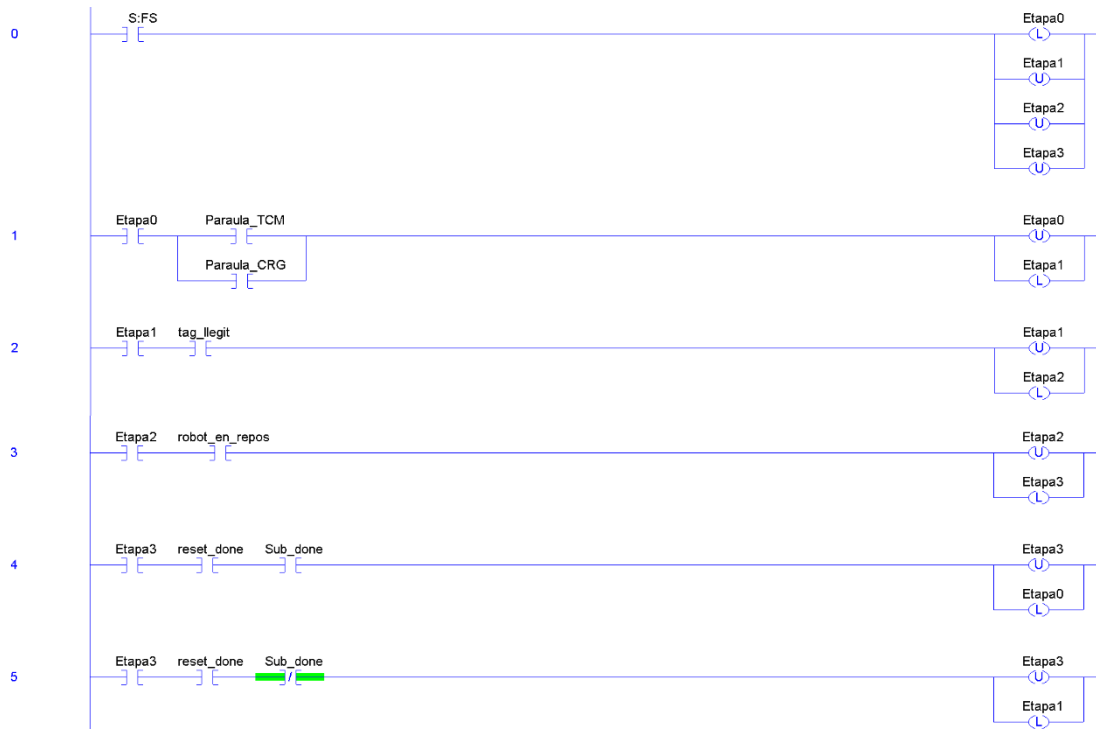 S:FS Etapa0
0 L
Etapa1
U
Etapa2
U
Etapa3
U
Etapa0 Paraula_TCM Etapa0
1 U
Paraula_CRG Etapa1
L
Etapa1 tag_llegit Etapa1
2 U
Etapa2
L
Etapa2 robot_en_repos Etapa2
3 U
Etapa3
L
Etapa3 reset_done Sub_done Etapa3
4 U
Etapa0
L
Etapa3 reset_done Sub_done Etapa3
5 / U
Etapa1
L